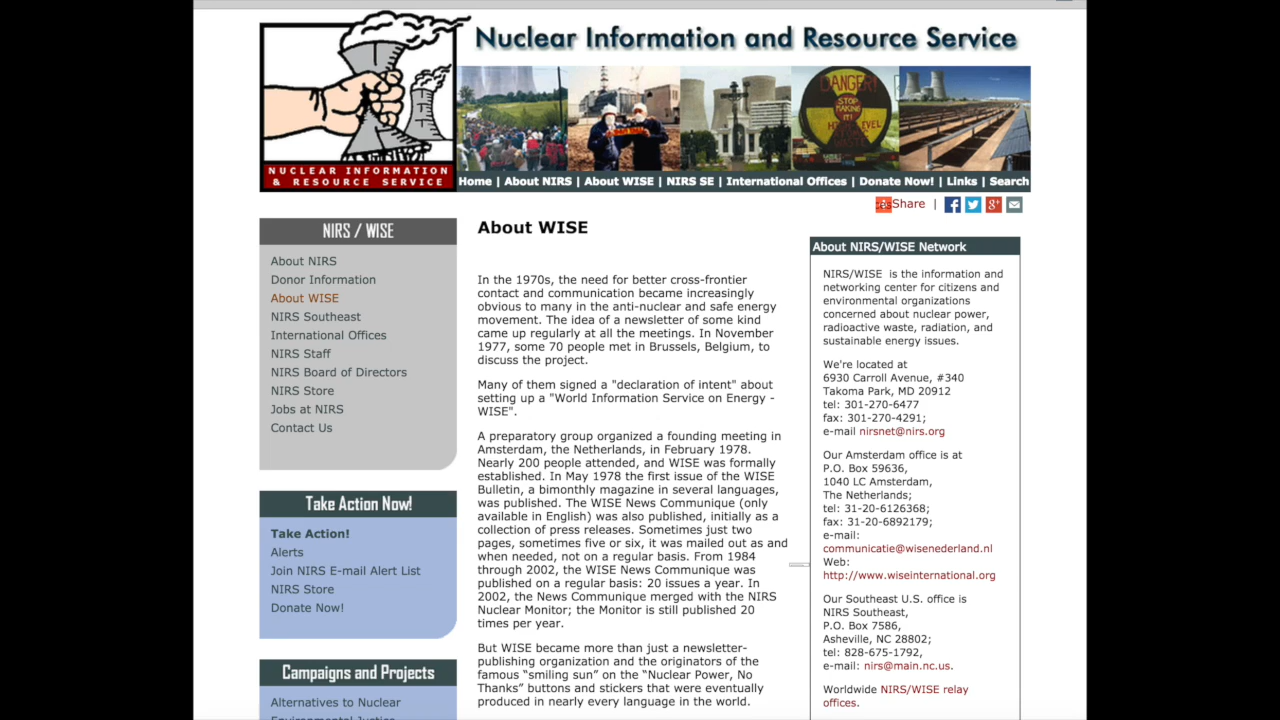 Nuclear Information and Resource Service
NUCLEAR INFORMATION
& RESOURCE SERVICE
DANGER!
STOP
MAKING
IT!
Home | About NIRS | About WISE | NIRS SE | International Offices | Donate Now! | Links | Search
Share |
NIRS / WISE
About NIRS
Donor Information
About WISE
NIRS Southeast
International Offices
NIRS Staff
NIRS Board of Directors
NIRS Store
Jobs at NIRS
Contact Us
Take Action Now!
Take Action!
Alerts
Join NIRS E-mail Alert List
NIRS Store
Donate Now!
Campaigns and Projects
Alternatives to Nuclear
Environmental Justice
About WISE
In the 1970s, the need for better cross-frontier
contact and communication became increasingly
obvious to many in the anti-nuclear and safe energy
movement. The idea of a newsletter of some kind
came up regularly at all the meetings. In November
1977, some 70 people met in Brussels, Belgium, to
discuss the project.
Many of them signed a "declaration of intent" about
setting up a "World Information Service on Energy -
WISE".
A preparatory group organized a founding meeting in
Amsterdam, the Netherlands, in February 1978.
Nearly 200 people attended, and WISE was formally
established. In May 1978 the first issue of the WISE
Bulletin, a bimonthly magazine in several languages,
was published. The WISE News Communique (only
available in English) was also published, initially as a
collection of press releases. Sometimes just two
pages, sometimes five or six, it was mailed out as and
when needed, not on a regular basis. From 1984
through 2002, the WISE News Communique was
published on a regular basis: 20 issues a year. In
2002, the News Communique merged with the NIRS
Nuclear Monitor; the Monitor is still published 20
times per year.
But WISE became more than just a newsletter-
publishing organization and the originators of the
famous “smiling sun” on the “Nuclear Power, No
Thanks” buttons and stickers that were eventually
produced in nearly every language in the world.
About NIRS/WISE Network
NIRS/WISE is the information and
networking center for citizens and
environmental organizations
concerned about nuclear power,
radioactive waste, radiation, and
sustainable energy issues.
We're located at
6930 Carroll Avenue, #340
Takoma Park, MD 20912
tel: 301-270-6477
fax: 301-270-4291;
e-mail nirsnet@nirs.org
Our Amsterdam office is at
P.O. Box 59636,
1040 LC Amsterdam,
The Netherlands;
tel: 31-20-6126368;
fax: 31-20-6892179;
e-mail:
communicatie@wisenederland.nl
Web:
http://www.wiseinternational.org
Our Southeast U.S. office is
NIRS Southeast,
P.O. Box 7586,
Asheville, NC 28802;
tel: 828-675-1792,
e-mail: nirs@main.nc.us.
Worldwide NIRS/WISE relay
offices.